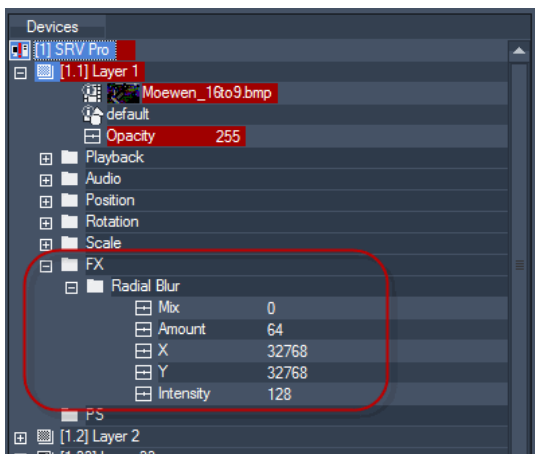 Devices
[1] SRV Pro
[1.1] Layer 1
Moewen_16to9.bmp
default
Opacity 255
Playback
Audio
Position
Rotation
Scale
FX
Radial Blur
Mix 0
Amount 64
X 32768
Y 32768
Intensity 128
PS
[1.2] Layer 2